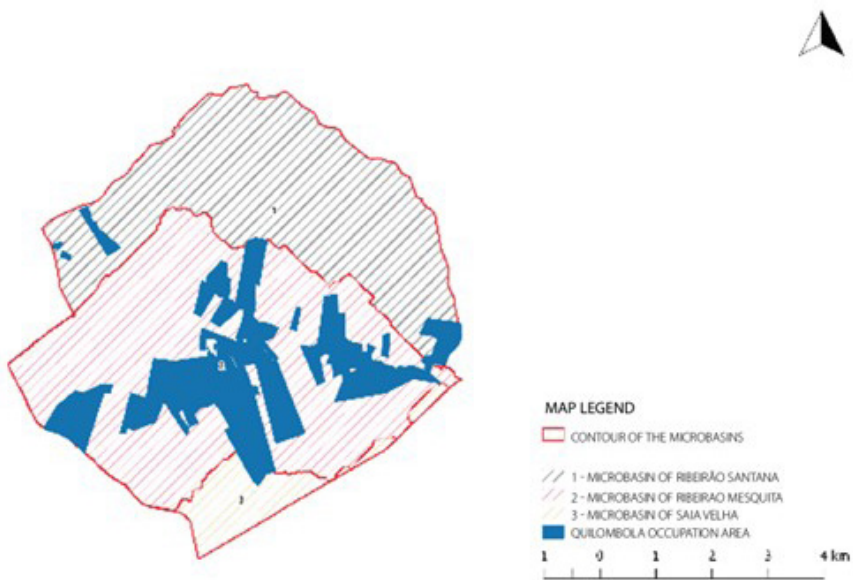 1
2
3
MAP LEGEND
CONTOUR OF THE MICROBASINS
1 - MICROBASIN OF RIBEIRÃO SANTANA
2 - MICROBASIN OF RIBEIRAO MESQUITA
3 - MICROBASIN OF SAIA VELHA
QUILOMBOLA OCCUPATION AREA
1 0 1 2 3 4 km